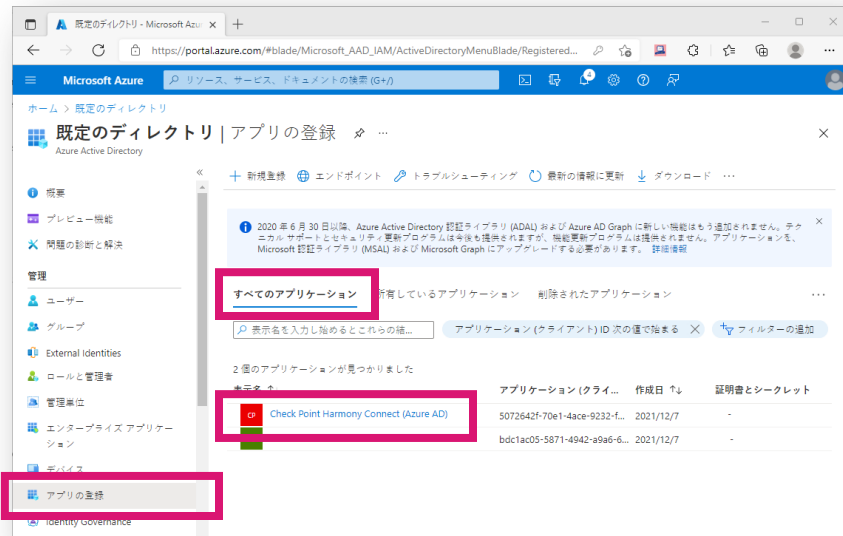 既定のディレクトリ - Microsoft Azu
https://portal.azure.com/#blade/Microsoft_AAD_IAM/ActiveDirectoryMenuBlade/Registered...
Microsoft Azure
リソース、サービス、ドキュメントの検索 (G+/)
4
ホーム > 既定のディレクトリ
既定のディレクトリ | アプリの登録
Azure Active Directory
新規登録 エンドポイント トラブルシューティング 最新の情報に更新 ダウンロード
概要
プレビュー機能
問題の診断と解決
管理
ユーザー
グループ
External Identities
ロールと管理者
管理単位
エンタープライズ アプリケー
ション
デバイス
アプリの登録
Identity Governance
2020 年 6 月 30 日以降、Azure Active Directory 認証ライブラリ (ADAL) および Azure AD Graph に新しい機能はもう追加されません。テク
ニカル サポートとセキュリティ更新プログラムは今後も提供されますが、機能更新プログラムは提供されません。アプリケーションを、
Microsoft 認証ライブラリ (MSAL) および Microsoft Graph にアップグレードする必要があります。 詳細情報
すべてのアプリケーション 所有しているアプリケーション 削除されたアプリケーション
表示名を入力し始めるとこれらの結... アプリケーション (クライアント) ID 次の値で始まる フィルターの追加
2 個のアプリケーションが見つかりました
表示名 ↑↓ アプリケーション (クライ... 作成日 ↑↓ 証明書とシークレット
CP Check Point Harmony Connect (Azure AD) 5072642f-70e1-4ace-9232-f... 2021/12/7 -
bdc1ac05-5871-4942-a9a6-6... 2021/12/7 -